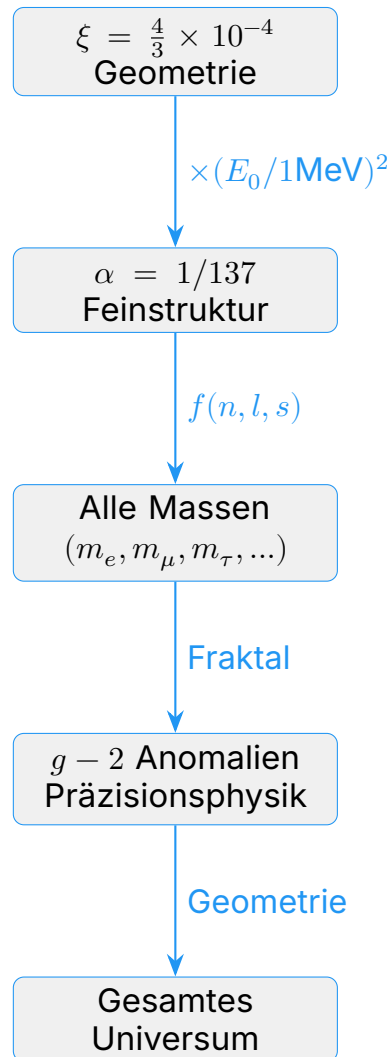 ξ = 4/3 × 10⁻⁴
Geometrie
×(E₀/1MeV)²
α = 1/137
Feinstruktur
f(n, l, s)
Alle Massen
(mₑ, m_μ, m_τ, ...)
Fraktal
g − 2 Anomalien
Präzisionsphysik
Geometrie
Gesamtes
Universum